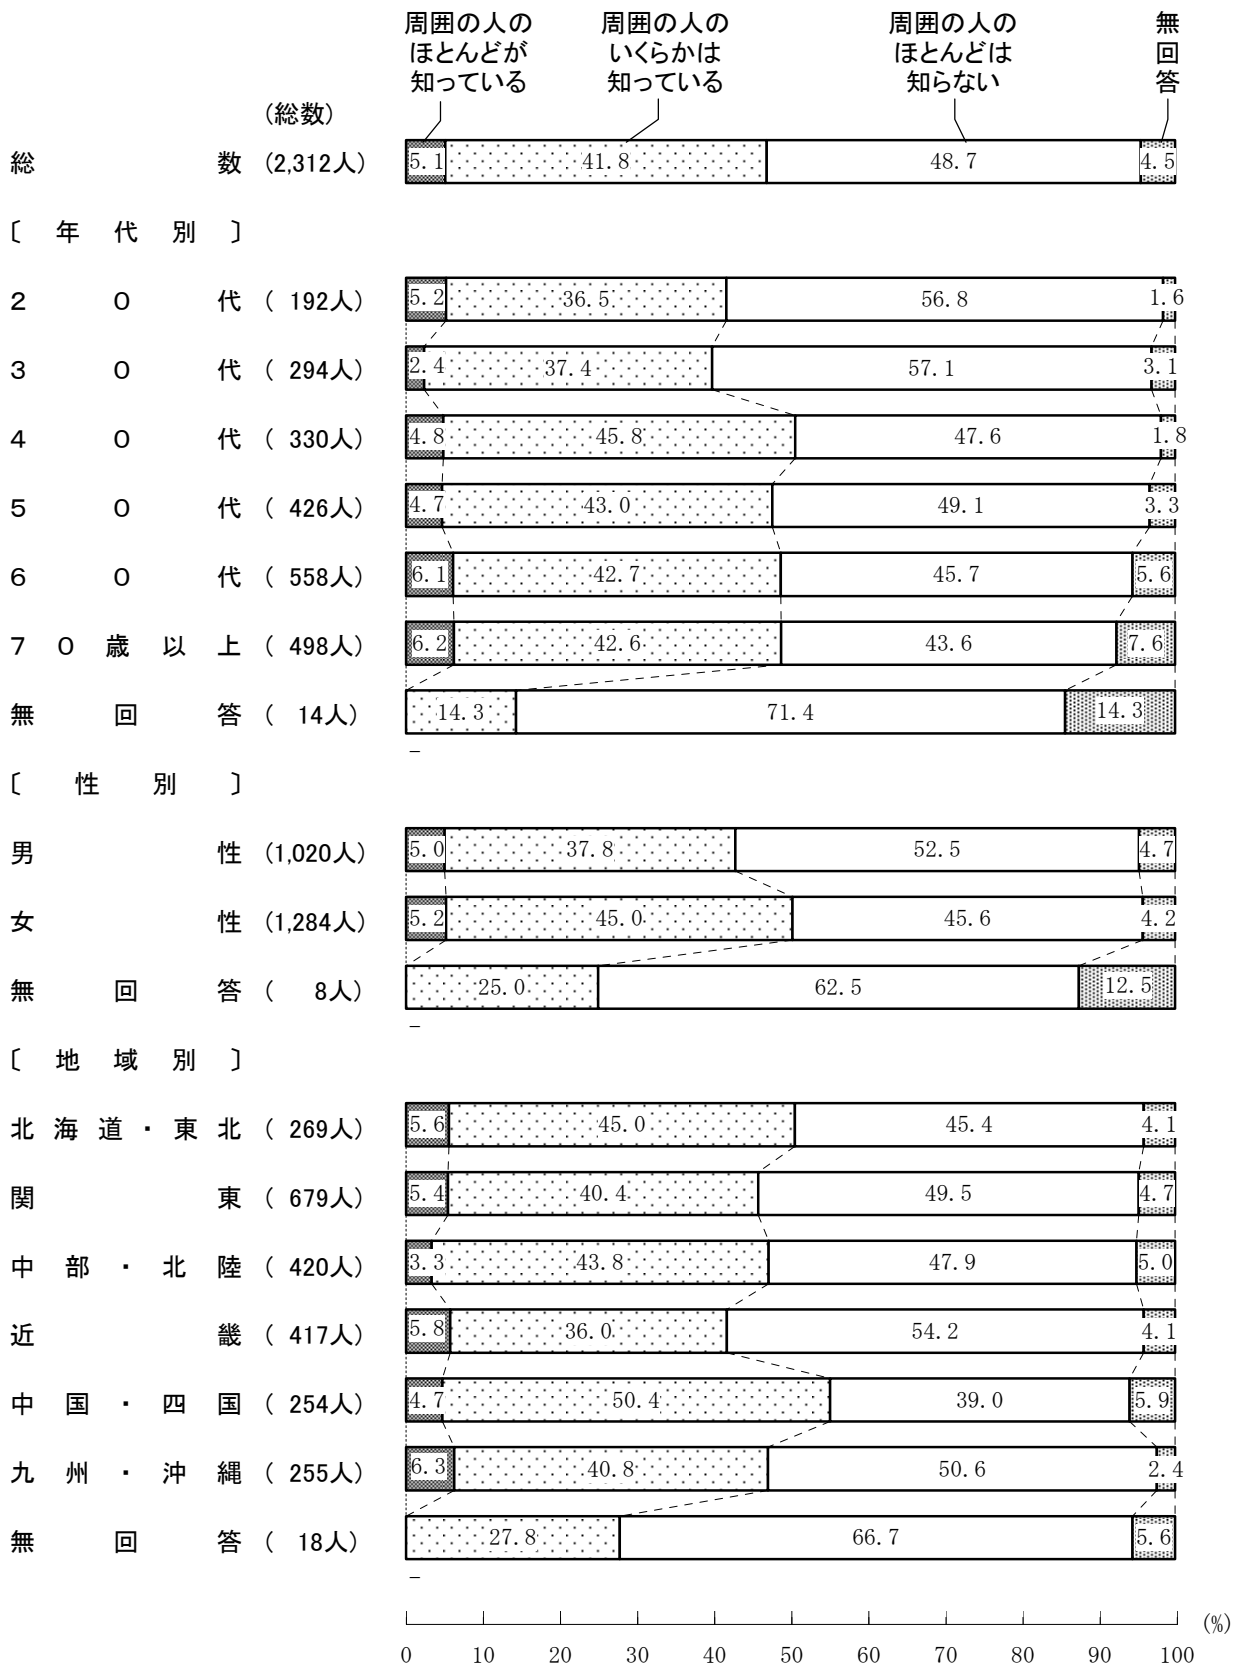 周囲の人の
ほとんどが
知っている
周囲の人の
いくらかは
知っている
周囲の人の
ほとんどは
知らない
無
回
答
(総数)
総数 (2,312人) 5.1 41.8 48.7 4.5
〔年代別〕
20代 ( 192人) 5.2 36.5 56.8 1.6
30代 ( 294人) 2.4 37.4 57.1 3.1
40代 ( 330人) 4.8 45.8 47.6 1.8
50代 ( 426人) 4.7 43.0 49.1 3.3
60代 ( 558人) 6.1 42.7 45.7 5.6
70歳以上 ( 498人) 6.2 42.6 43.6 7.6
無回答 ( 14人) 14.3 71.4 14.3
−
〔性別〕
男性 (1,020人) 5.0 37.8 52.5 4.7
女性 (1,284人) 5.2 45.0 45.6 4.2
無回答 ( 8人) 25.0 62.5 12.5
−
〔地域別〕
北海道・東北 ( 269人) 5.6 45.0 45.4 4.1
関東 ( 679人) 5.4 40.4 49.5 4.7
中部・北陸 ( 420人) 3.3 43.8 47.9 5.0
近畿 ( 417人) 5.8 36.0 54.2 4.1
中国・四国 ( 254人) 4.7 50.4 39.0 5.9
九州・沖縄 ( 255人) 6.3 40.8 50.6 2.4
無回答 ( 18人) 27.8 66.7 5.6
−
(%)
0 10 20 30 40 50 60 70 80 90 100